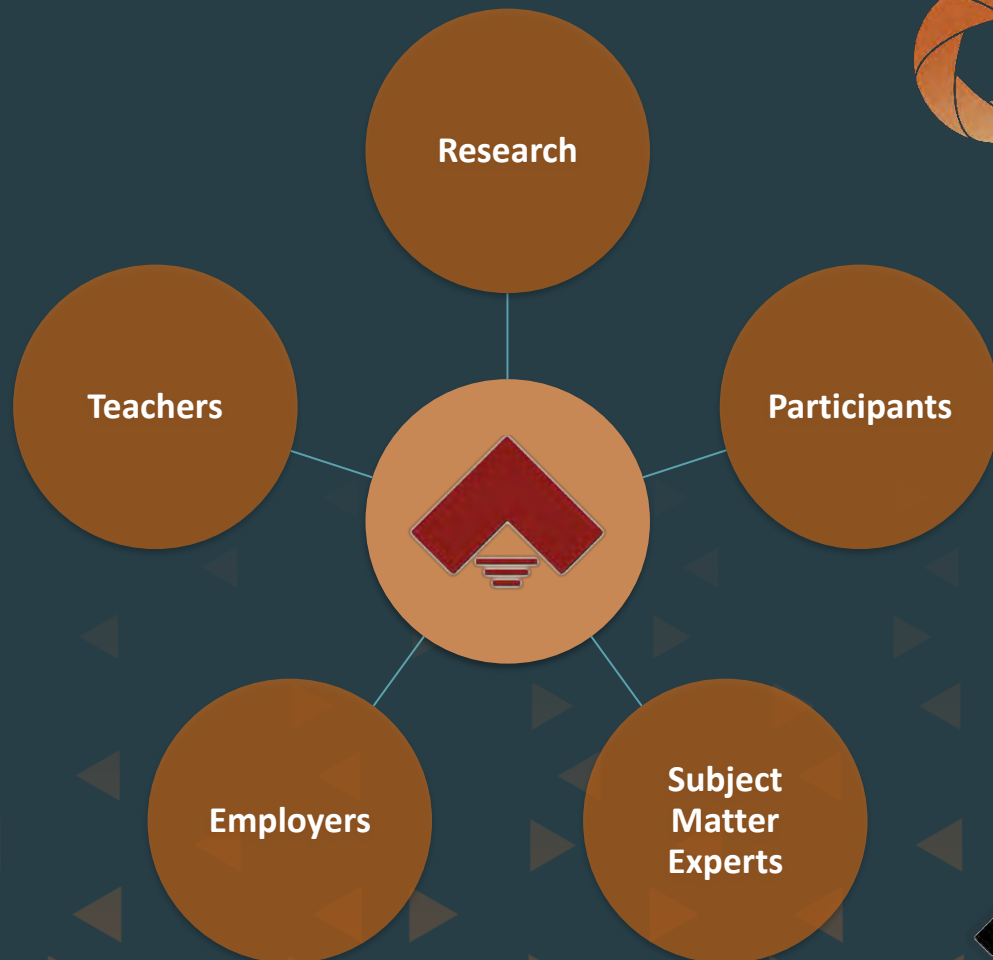 Research
Teachers
Participants
Employers
Subject
Matter
Experts